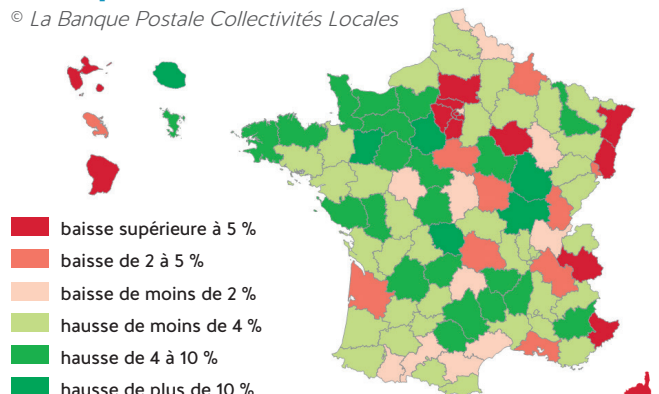 © La Banque Postale Collectivités Locales
baisse supérieure à 5 %
baisse de 2 à 5 %
baisse de moins de 2 %
hausse de moins de 4 %
hausse de 4 à 10 %
hausse de plus de 10 %